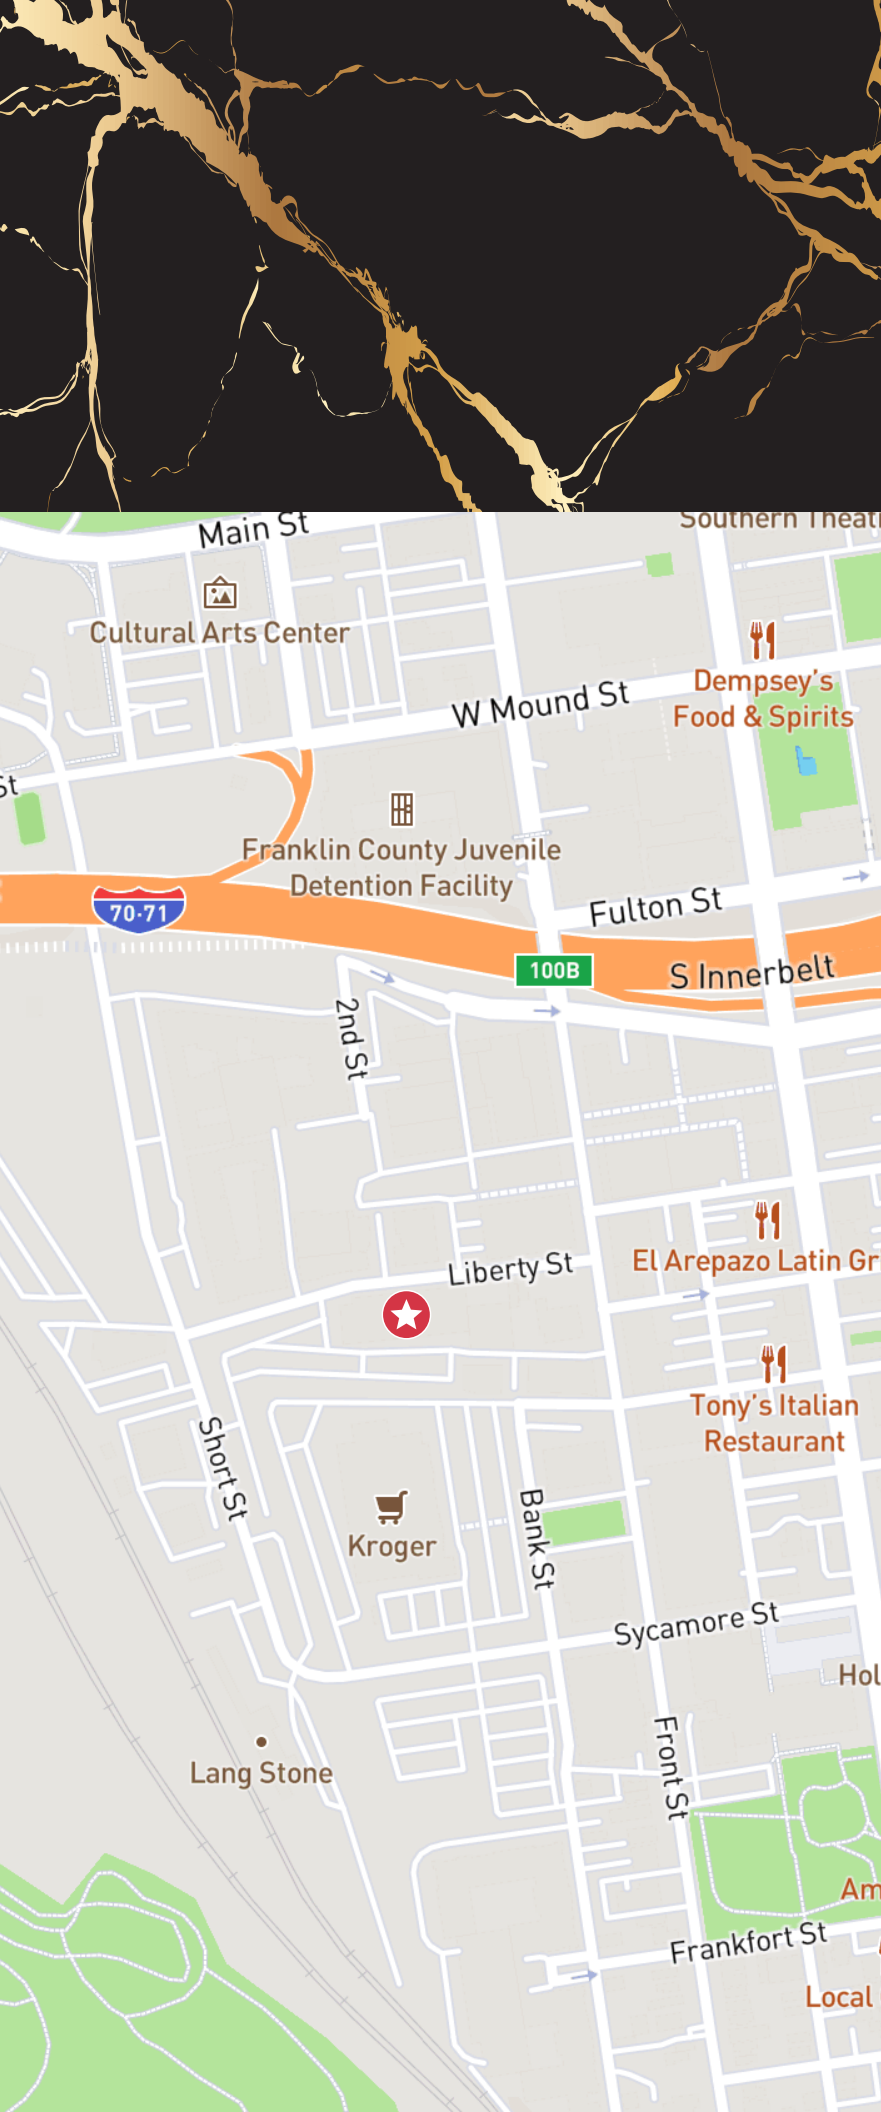 Main St
Southern Theat
Cultural Arts Center
Dempsey's
Food & Spirits
W Mound St
St
Franklin County Juvenile
Detention Facility
70-71
Fulton St
100B
S Innerbelt
2nd St
Liberty St
El Arepazo Latin Gr
Tony's Italian
Restaurant
Short St
Bank St
Kroger
Sycamore St
Hol
Lang Stone
Front St
Am
Frankfort St
Local